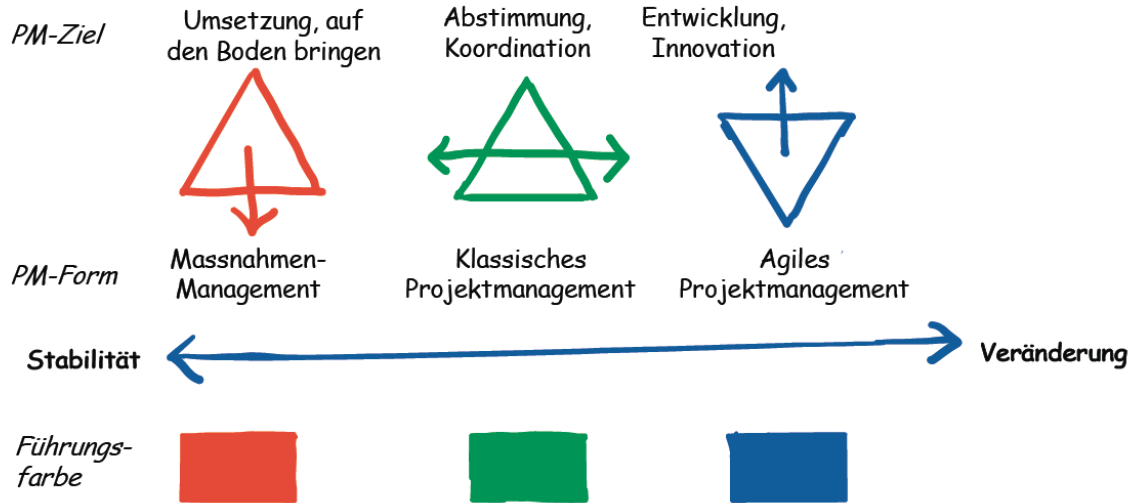 PM-Ziel
Umsetzung, auf
den Boden bringen
Abstimmung,
Koordination
Entwicklung,
Innovation
PM-Form
Massnahmen-
Management
Klassisches
Projektmanagement
Agiles
Projektmanagement
Stabilität
Veränderung
Führungs-
farbe